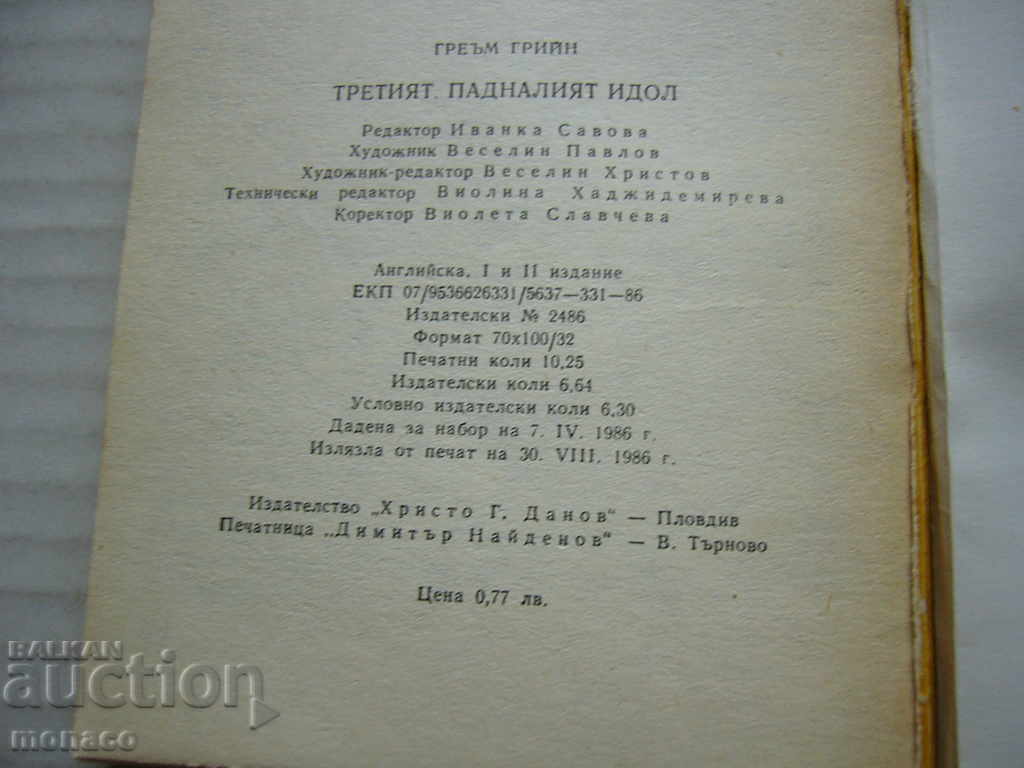 ГРЕЪМ ГРИЙН
ТРЕТИЯТ. ПАДНАЛИЯТ ИДОЛ
Редактор Иванка Савова
Художник Веселин Павлов
Художник-редактор Веселин Христов
Технически редактор Виолина Хаджидемирева
Коректор Виолета Славчева
Английска, I и II издание
ЕКП 07/9536626331/5637—331—86
Издателски № 2486
Формат 70x100/32
Печатни коли 10,25
Издателски коли 6,64
Условно издателски коли 6,30
Дадена за набор на 7. IV. 1986 г.
Излязла от печат на 30. VIII. 1986 г.
Издателство „Христо Г. Данов“ — Пловдив
Печатница „Димитър Найденов“ — В. Търново
Цена 0,77 лв.
BALKAN
auction
monaco